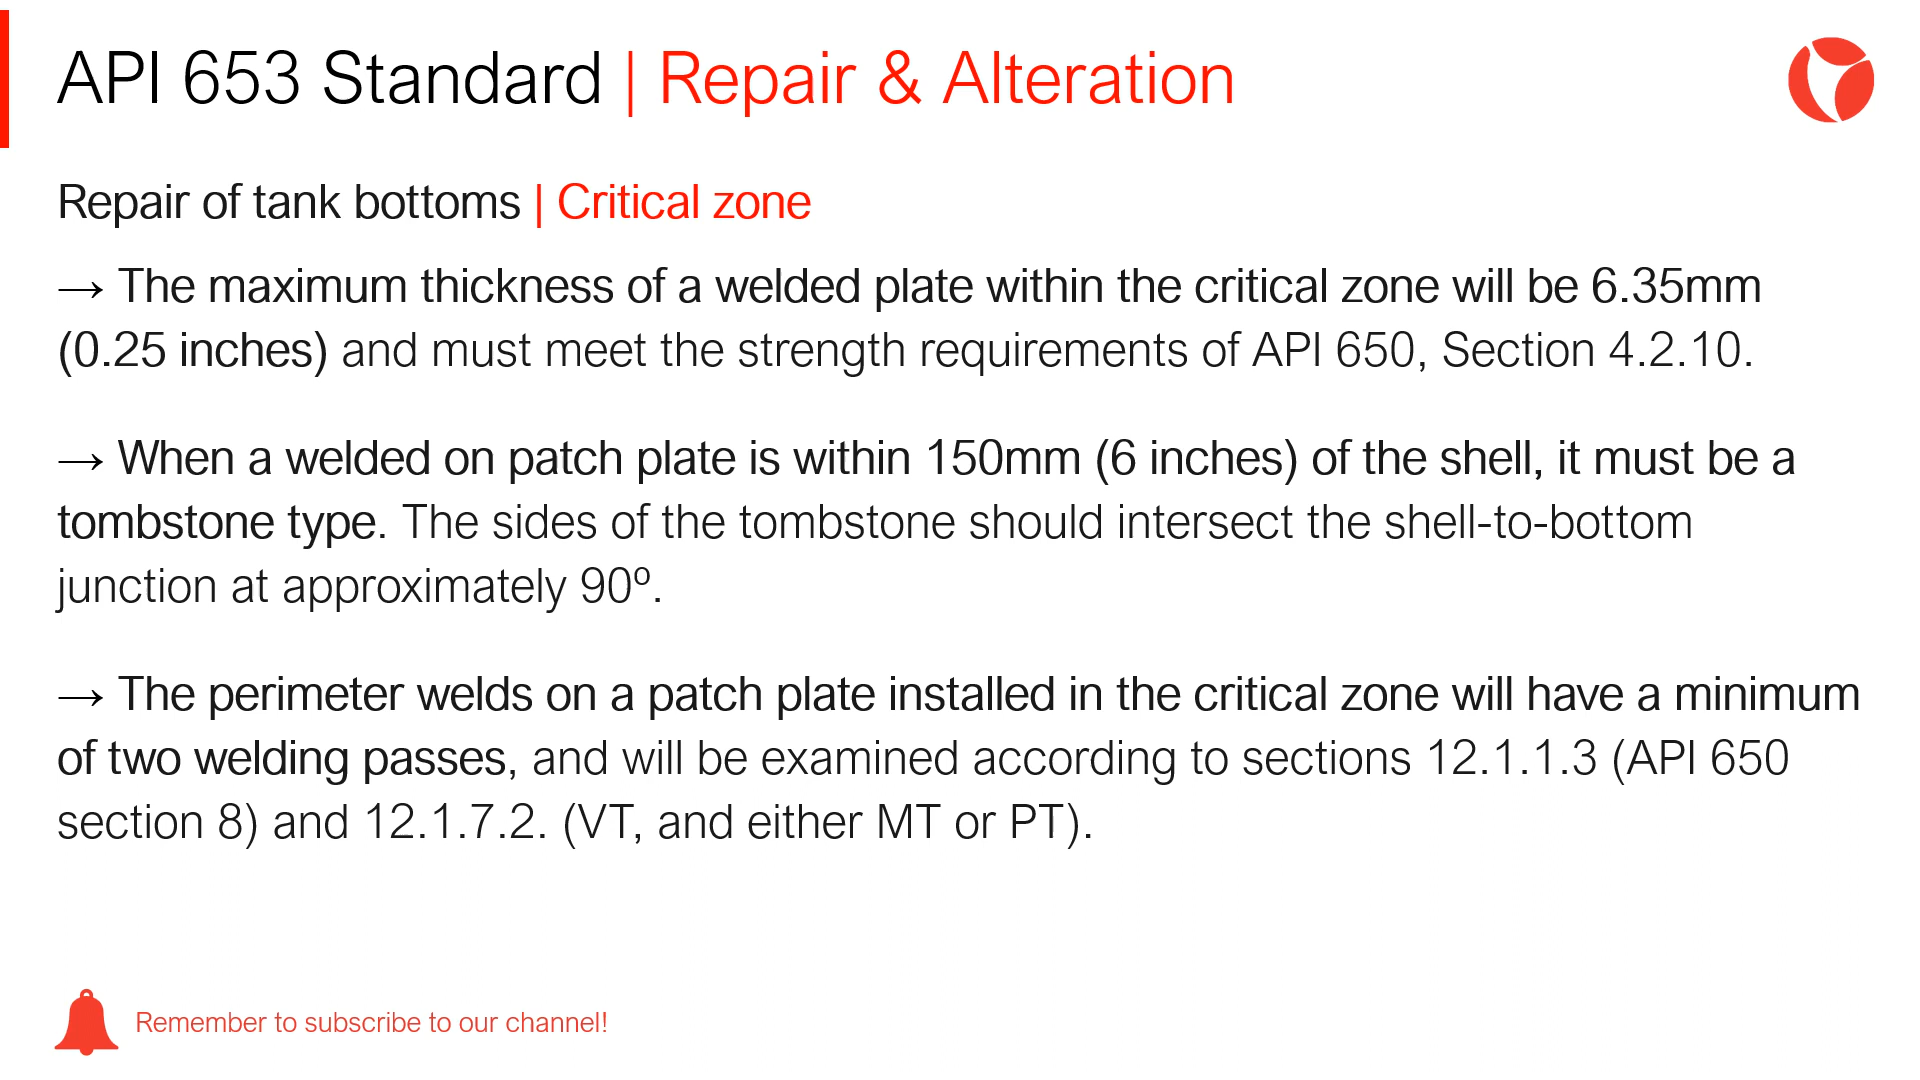 API 653 Standard | Repair & Alteration
Repair of tank bottoms | Critical zone
→ The maximum thickness of a welded plate within the critical zone will be 6.35mm
(0.25 inches) and must meet the strength requirements of API 650, Section 4.2.10.
→ When a welded on patch plate is within 150mm (6 inches) of the shell, it must be a
tombstone type. The sides of the tombstone should intersect the shell-to-bottom
junction at approximately 90º.
→ The perimeter welds on a patch plate installed in the critical zone will have a minimum
of two welding passes, and will be examined according to sections 12.1.1.3 (API 650
section 8) and 12.1.7.2. (VT, and either MT or PT).
Remember to subscribe to our channel!